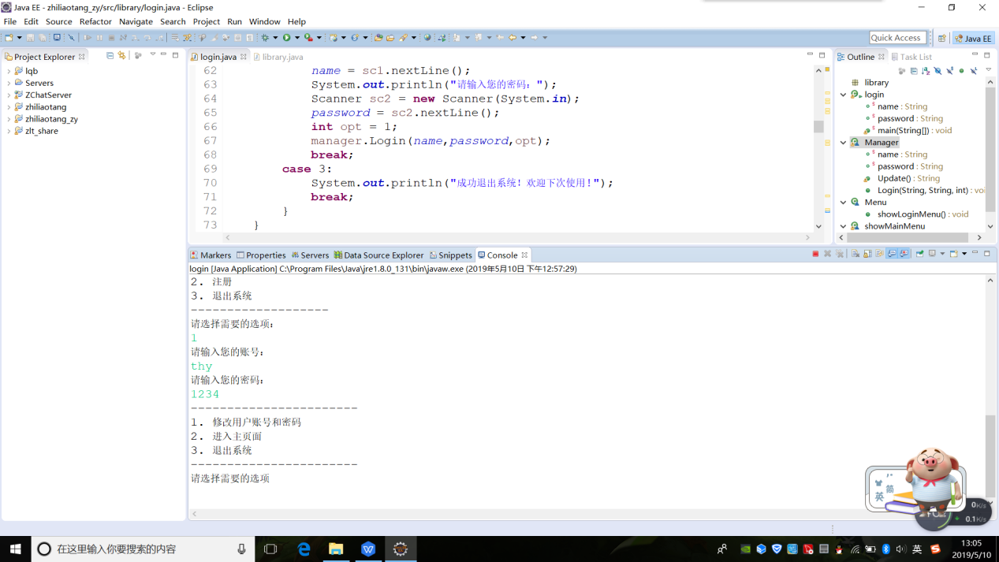 Java EE - zhiliaotang_zy/src/library/login.java - Eclipse
File Edit Source Refactor Navigate Search Project Run Window Help
Quick Access
Java EE
Project Explorer
lqb
Servers
ZChatServer
zhiliaotang
zhiliaotang_zy
zlt_share
login.java library.java
62 name = sc1.nextLine();
63 System.out.println("请输入您的密码:");
64 Scanner sc2 = new Scanner(System.in);
65 password = sc2.nextLine();
66 int opt = 1;
67 manager.Login(name,password,opt);
68 break;
69 case 3:
70 System.out.println("成功退出系统!欢迎下次使用!");
71 break;
72 }
73 }
Outline Task List
library
login
name : String
password : String
main(String[]) : void
Manager
name : String
password : String
Update() : String
Login(String, String, int) : voi
Menu
showLoginMenu() : void
showMainMenu
Markers Properties Servers Data Source Explorer Snippets Console
login [Java Application] C:\Program Files\Java\jre1.8.0_131\bin\javaw.exe (2019年5月10日 下午12:57:29)
2. 注册
3. 退出系统
-------------------
请选择需要的选项:
1
请输入您的账号:
thy
请输入您的密码:
1234
-----------------------
1. 修改用户账号和密码
2. 进入主页面
3. 退出系统
-----------------------
请选择需要的选项
简
英
0K/s
0.1K/s
在这里输入你要搜索的内容
英
13:05
2019/5/10